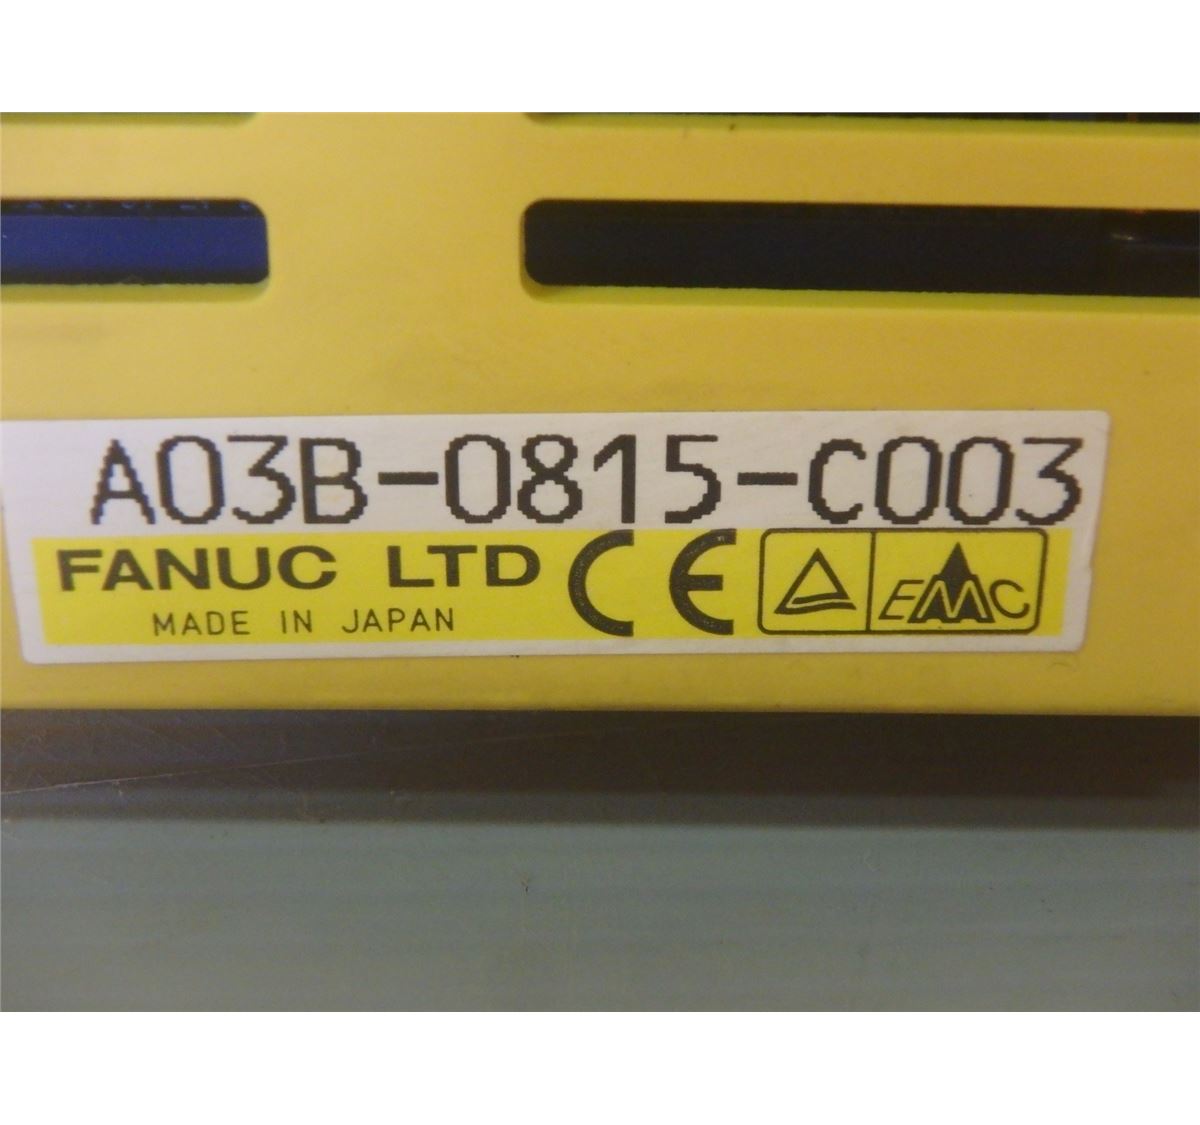 A03B-0815-C003
FANUC LTD CE EMC
MADE IN JAPAN